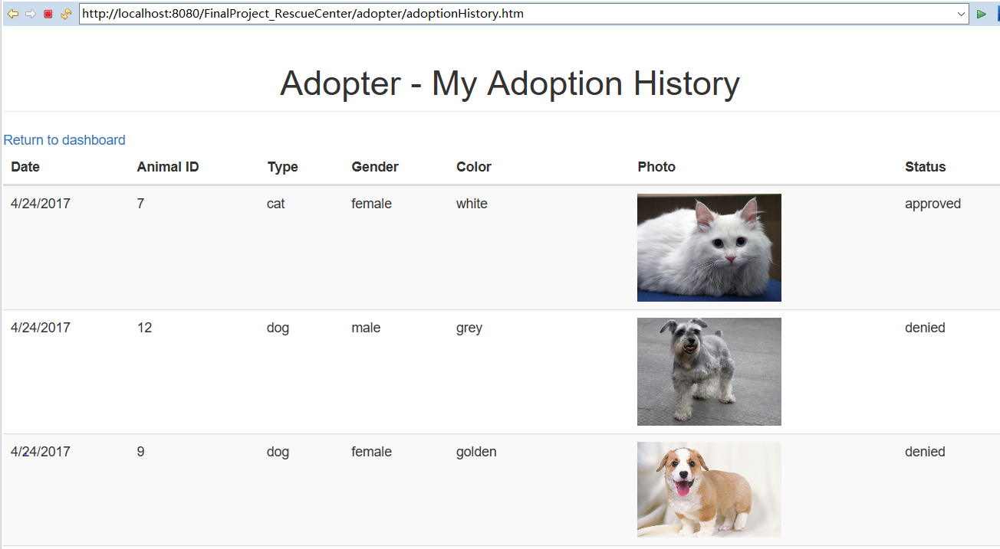 http://localhost:8080/FinalProject_RescueCenter/adopter/adoptionHistory.htm
Adopter - My Adoption History
Return to dashboard
Date Animal ID Type Gender Color Photo Status
4/24/2017 7 cat female white approved
4/24/2017 12 dog male grey denied
4/24/2017 9 dog female golden denied